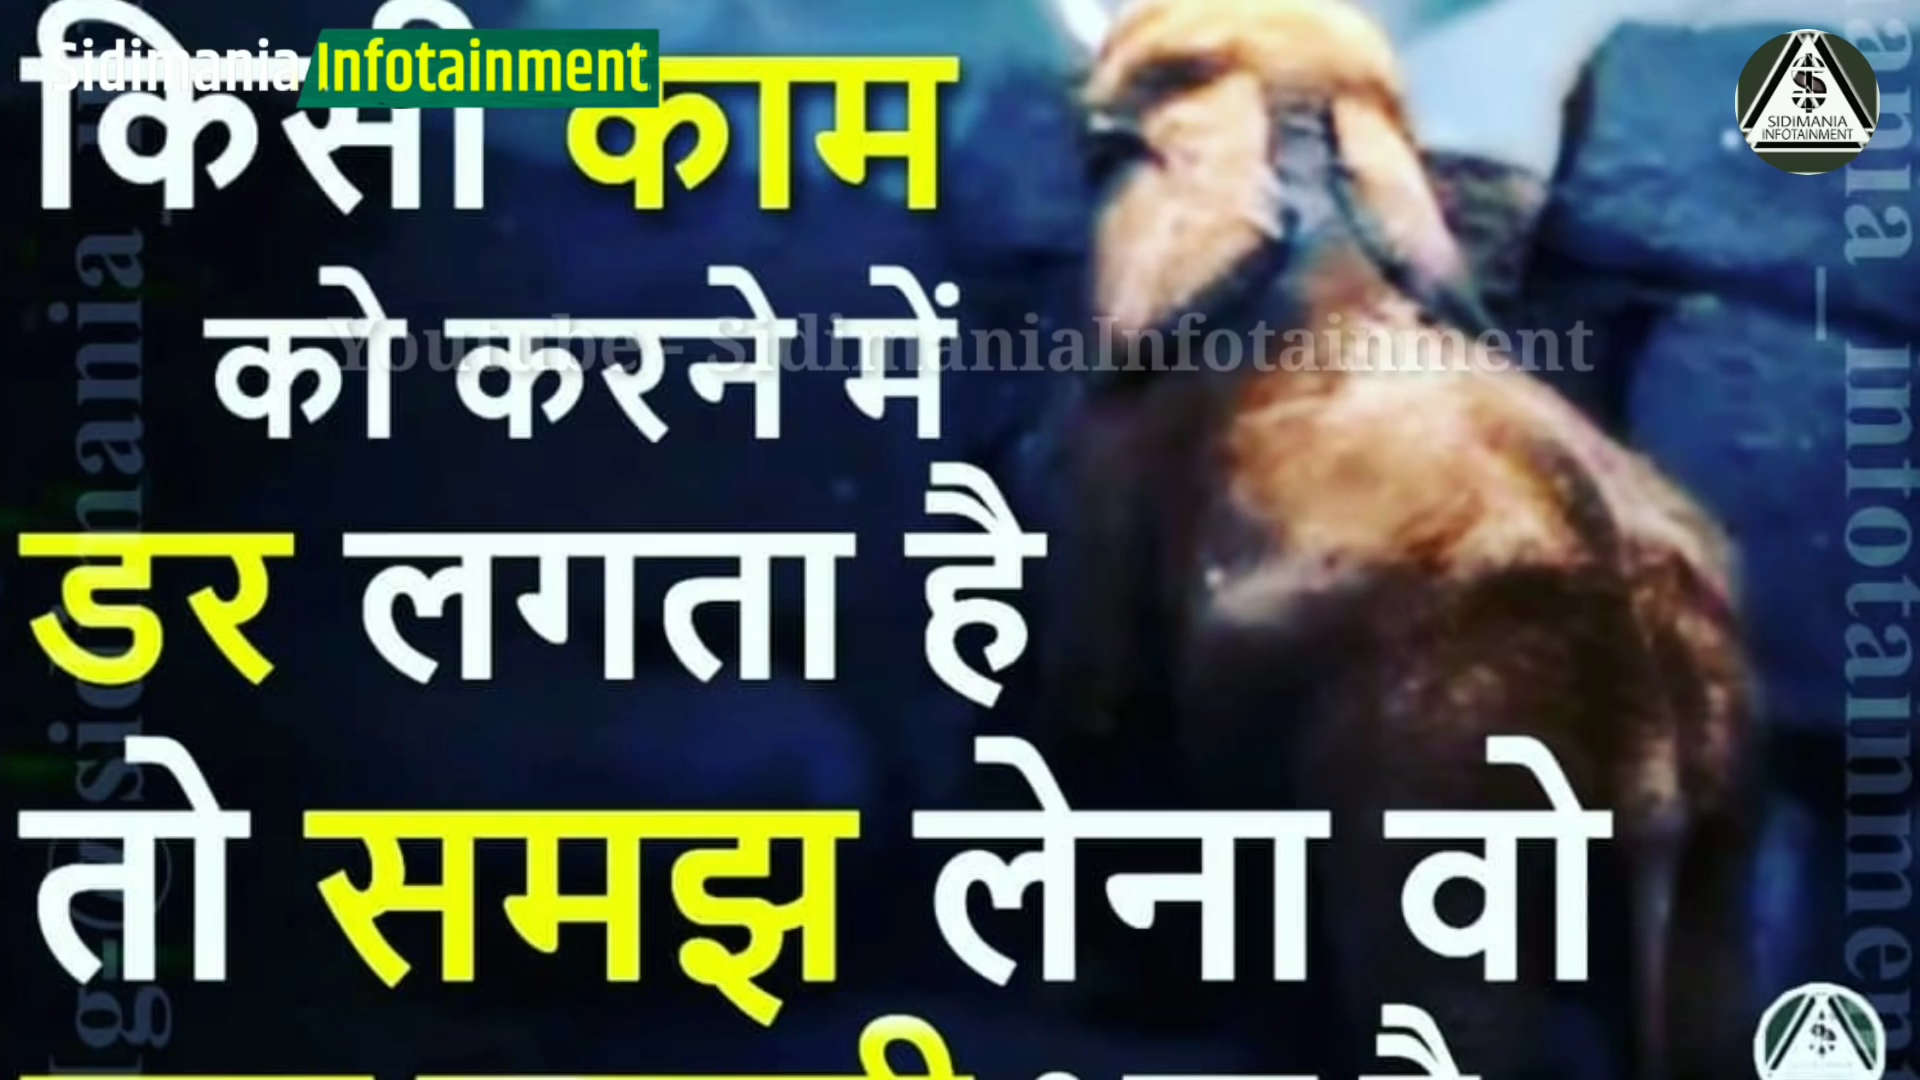 Sidimania Infotainment
किसी काम
को करने में
Youtube:- SidimaniaInfotainment
डर लगता है
तो समझ लेना वो
SIDIMANIA
INFOTAINMENT